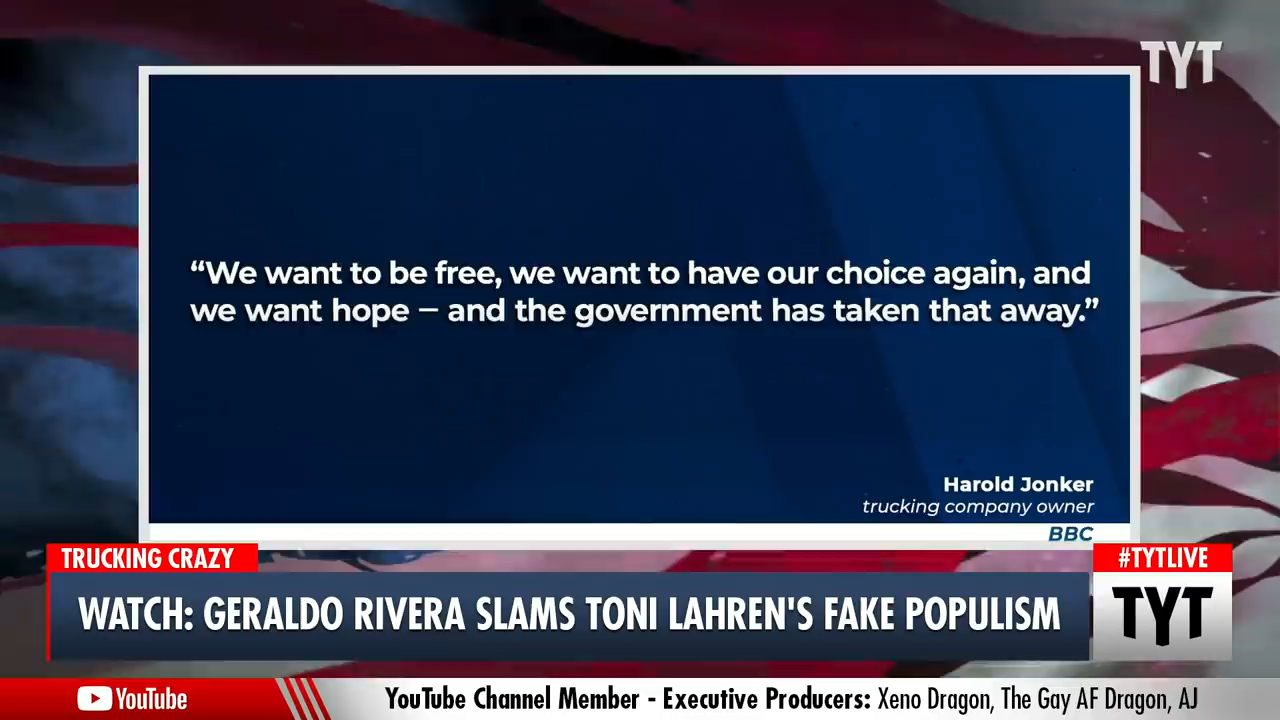 TYT
“We want to be free, we want to have our choice again, and
we want hope – and the government has taken that away.”
Harold Jonker
trucking company owner
BBC
TRUCKING CRAZY
#TYTLIVE
WATCH: GERALDO RIVERA SLAMS TONI LAHREN'S FAKE POPULISM
TYT
YouTube
YouTube Channel Member - Executive Producers: Xeno Dragon, The Gay AF Dragon, AJ